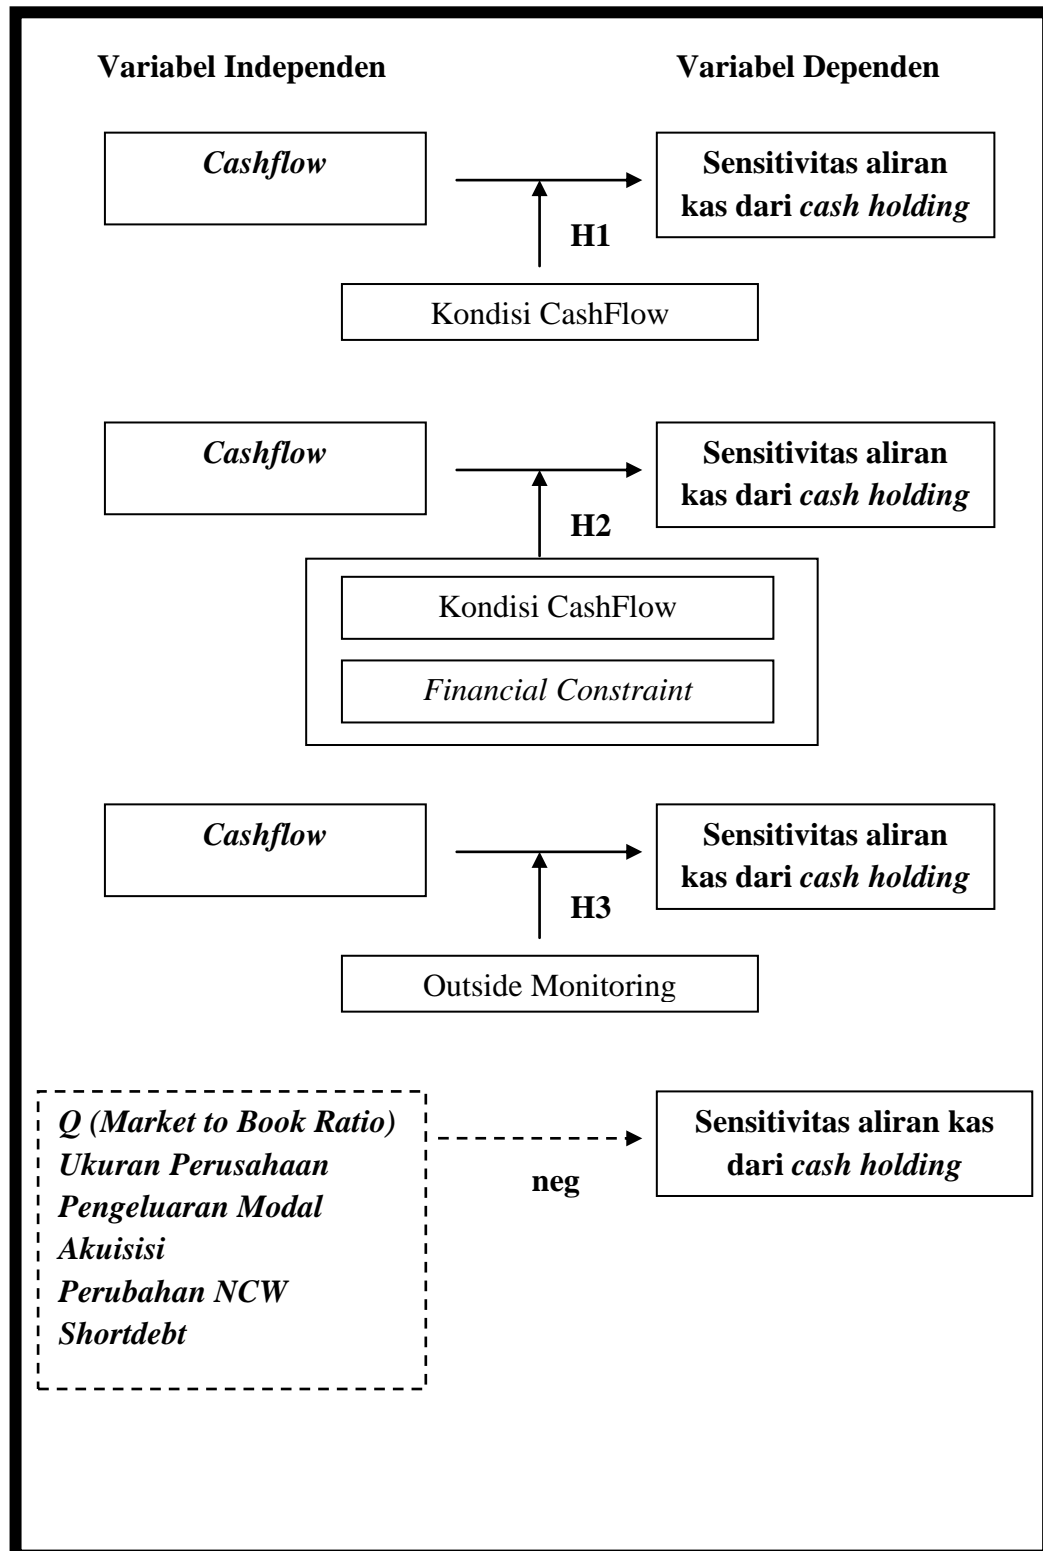 Variabel Independen
Variabel Dependen
Cashflow
Sensitivitas aliran
kas dari cash holding
H1
Kondisi CashFlow
Cashflow
Sensitivitas aliran
kas dari cash holding
H2
Kondisi CashFlow
Financial Constraint
Cashflow
Sensitivitas aliran
kas dari cash holding
H3
Outside Monitoring
Q (Market to Book Ratio)
Ukuran Perusahaan
Pengeluaran Modal
Akuisisi
Perubahan NCW
Shortdebt
neg
Sensitivitas aliran kas
dari cash holding